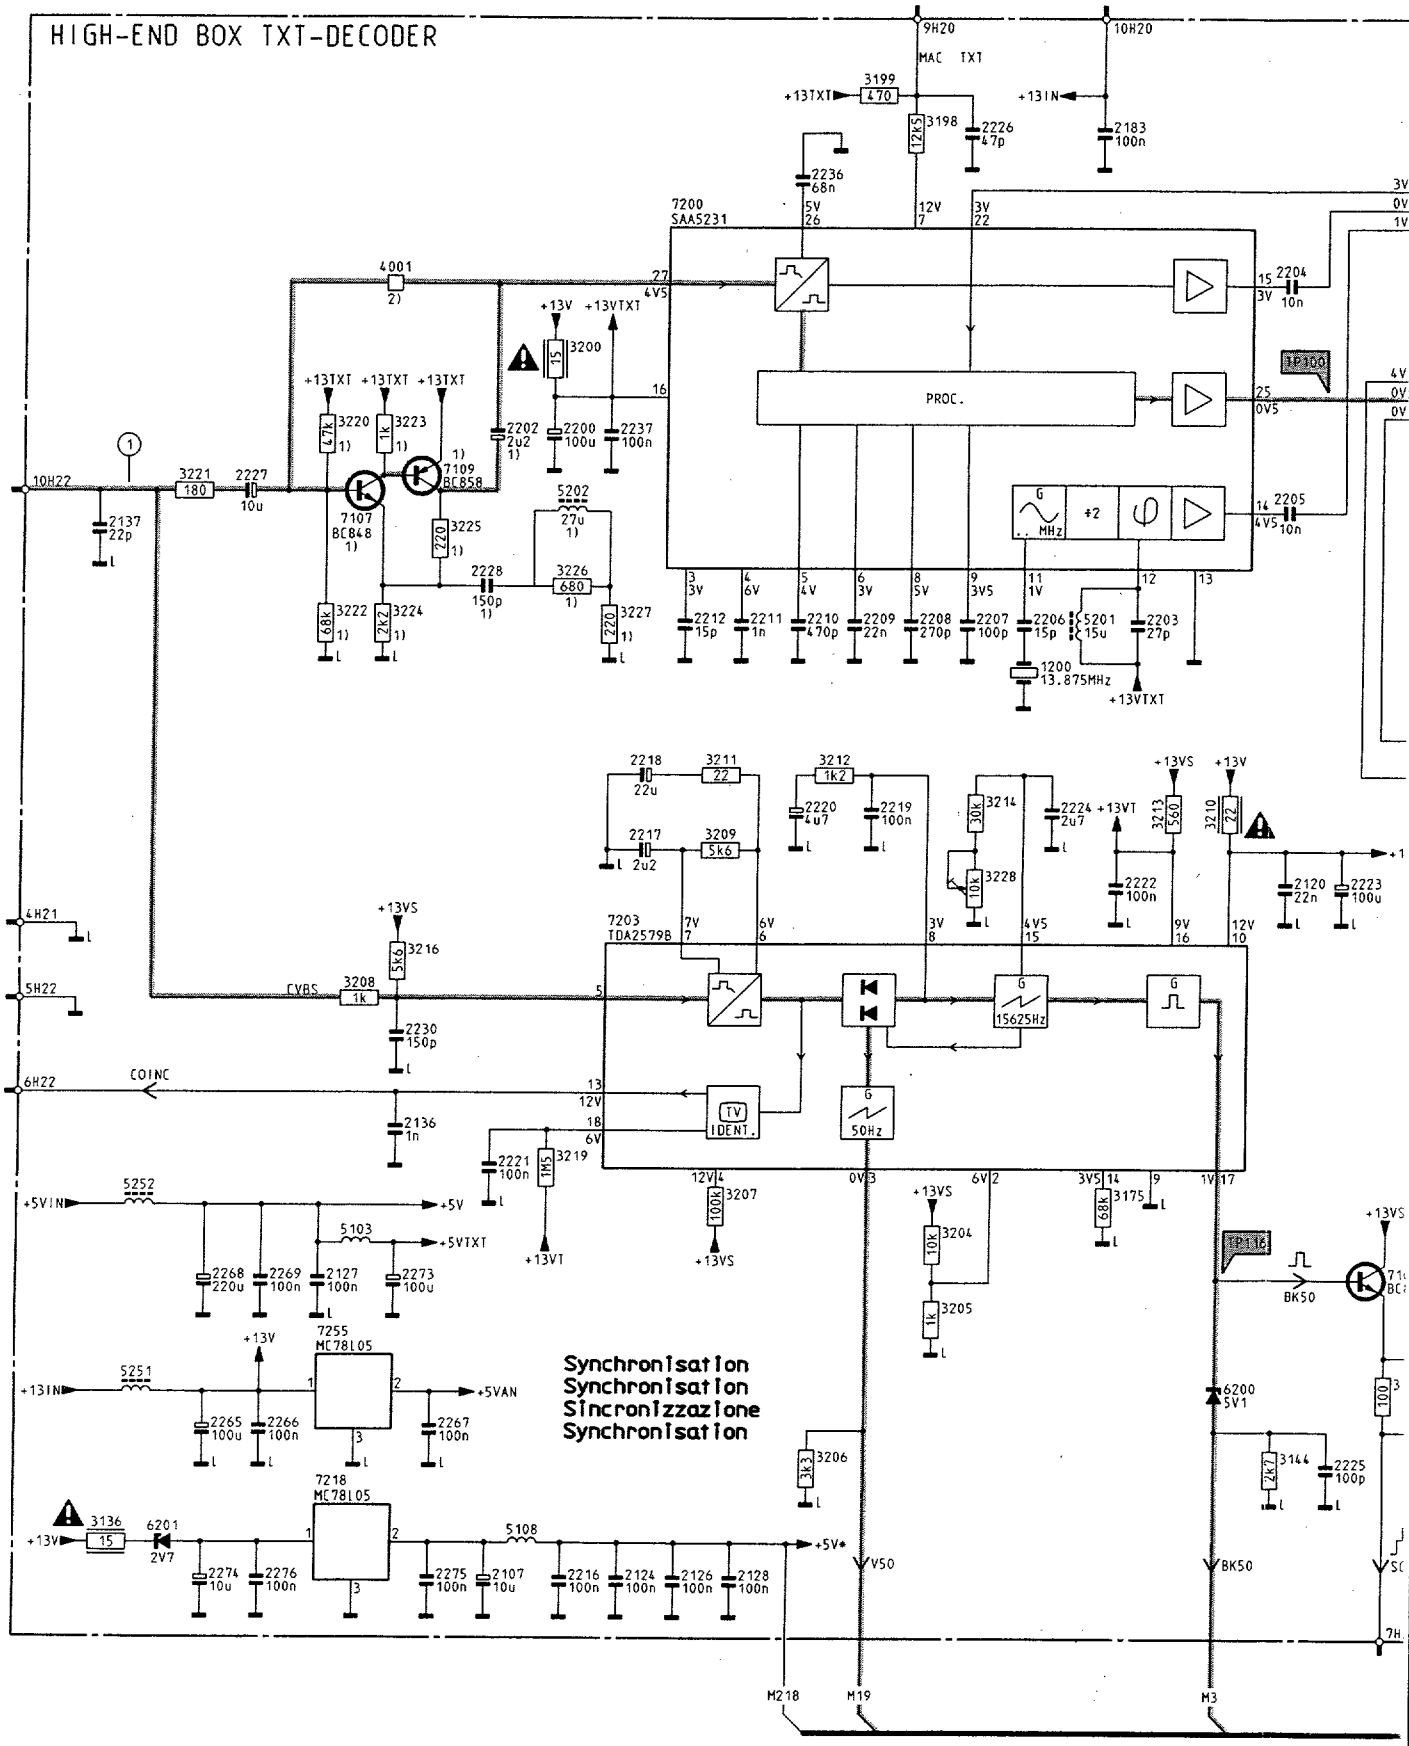 HIGH-END BOX TXT-DECODER
9H20
10H20
MAC TXT
3199
+13TXT
470
+13IN
3198
12k5
2226
47p
2183
100n
2236
68n
7200
SAA5231
5V
26
12V
7
3V
22
3V
0V
1V
4001
2)
27
4V5
15
3V
2204
10n
+13V
+13VTXT
3200
15
16
TP100
+13TXT
+13TXT
+13TXT
PROC.
25
0V5
4V
0V
0V
3220
47k
1)
3223
1k
1)
2202
2u2
1)
2200
100u
2237
100n
1
1)
7109
BC858
10H22
3221
180
2227
10u
5202
27u
1)
G
.. MHz
÷2
φ
14
4V5
2205
10n
2137
22p
L
7107
BC848
1)
3225
220
1)
2228
150p
1)
3226
680
1)
3
3V
4
6V
5
4V
6
3V
8
5V
9
3V5
11
1V
12
13
3222
68k
1)
L
3224
2k2
1)
L
3227
220
1)
L
2212
15p
2211
1n
2210
470p
2209
22n
2208
270p
2207
100p
2206
15p
5201
15u
2203
27p
1200
13.875MHz
+13VTXT
2218
22u
3211
22
3212
1k2
+13VS
+13V
2220
4u7
L
2219
100n
L
3214
30k
2224
2u7
L
+13VT
3213
560
3210
22
2217
2u2
3209
5k6
L
+1
3228
10k
L
2222
100n
L
2120
22n
L
2223
100u
L
4H21
L
+13VS
3216
5k6
7203
TDA2579B
7V
7
6V
6
3V
8
4V5
15
9V
16
12V
10
5H22
L
CVBS
3208
1k
5
G
15625Hz
G
2230
150p
L
6H22
COINC
13
12V
18
6V
TV
IDENT.
G
50Hz
2136
1n
2221
100n
L
3219
1M5
12V
4
0V
3
6V
2
3V5
14
9
1V
17
+5VIN
5252
+5V
3207
100k
+13VS
+13VS
3204
10k
3175
68k
L
L
+13VS
5103
+5VTXT
+13VT
TP116
2268
220u
2269
100n
2127
100n
L
2273
100u
BK50
3205
1k
L
+13V
7255
MC78L05
Synchronisation
Synchronisation
Sincronizzazione
Synchronisation
5251
+13IN
1
2
3
+5VAN
6200
5V1
100
2265
100u
L
2266
100n
L
L
2267
100n
L
3206
3k3
L
3144
2k7
L
2225
100p
L
7218
MC78L05
3136
15
+13V
6201
2V7
1
2
3
5108
+5V*
V50
BK50
2274
10u
2276
100n
2275
100n
2107
10u
2216
100n
2124
100n
2126
100n
2128
100n
M218
M19
M3